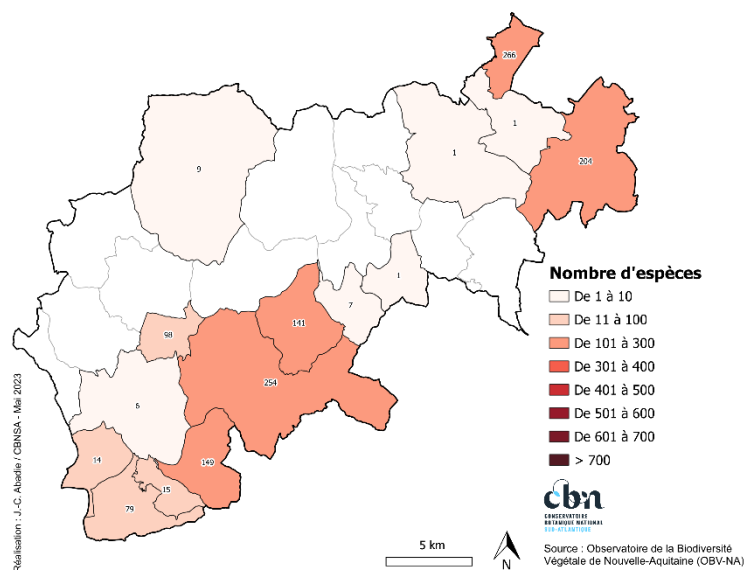 266
1
1
204
9
1
7
141
98
254
6
14
149
15
79
Nombre d'espèces
De 1 à 10
De 11 à 100
De 101 à 300
De 301 à 400
De 401 à 500
De 501 à 600
De 601 à 700
> 700
cbn
CONSERVATOIRE
BOTANIQUE NATIONAL
SUD-ATLANTIQUE
5 km
N
Source : Observatoire de la Biodiversité
Végétale de Nouvelle-Aquitaine (OBV-NA)
Réalisation : J.-C. Abadie / CBNSA - Mai 2023